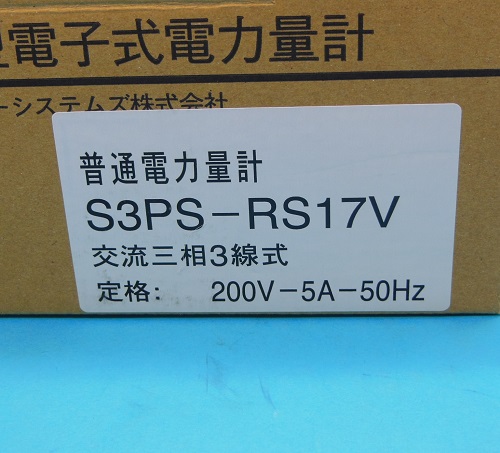 電子式電力量計
ーシステムズ株式会社
普通電力量計
S3PS－RS17V
交流三相3線式
定格： 200V－5A－50Hz